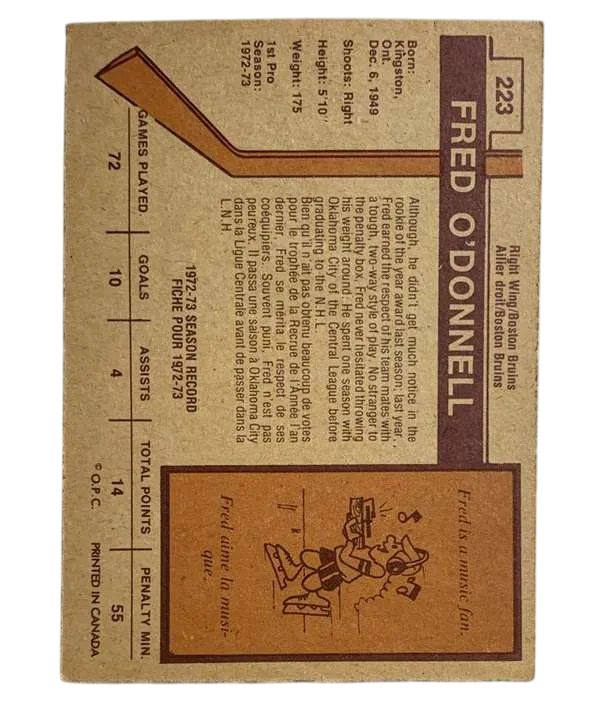 223
Right Wing/Boston Bruins
Ailier droit/Boston Bruins
FRED O'DONNELL
Born:
Kingston,
Ont.
Dec. 6, 1949
Shoots: Right
Height: 5'10"
Weight: 175
1st Pro
Season:
1972-73
Although, he didn't get much notice in the
rookie of the year award last season; last year,
Fred earned the respect of his team mates with
a tough, two-way style of play. No stranger to
the penalty box, Fred never hesitated throwing
his weight around. He spent one season with
Oklahoma City of the Central League before
graduating to the N.H.L.
Bien qu'il n'ait pas obtenu beaucoup de votes
pour le trophée de la Recrue de l'Année l'an
dernier, Fred se mérita le respect de ses
coéquipiers. Souvent puni, Fred n'est pas
peureux. Il passa une saison à Oklahoma City
dans la Ligue Centrale avant de passer dans la
L.N.H.
Fred is a music fan.
Fred aime la musi-
que.
1972-73 SEASON RECORD
FICHE POUR 1972-73
GAMES PLAYED GOALS ASSISTS TOTAL POINTS PENALTY MIN.
72 10 4 14 55
© O.P.C. PRINTED IN CANADA